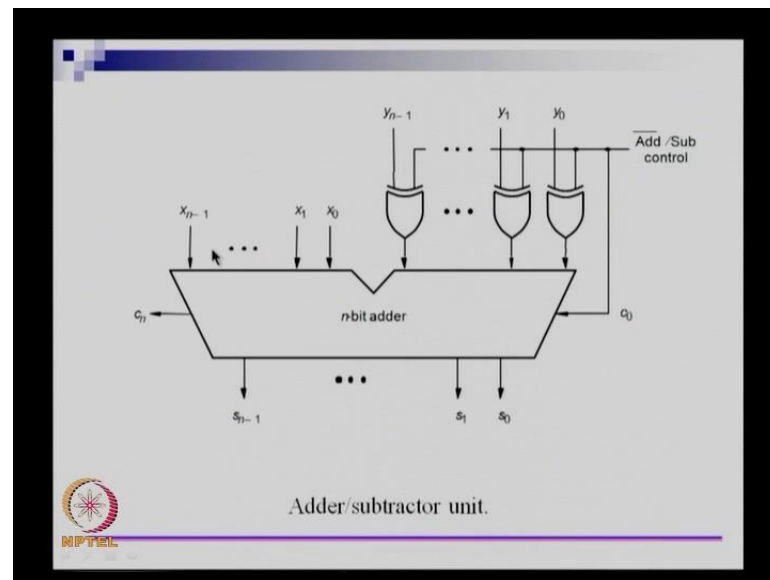 yn-1 y1 y0
Add /Sub
control
xn-1 x1 x0
cn n-bit adder c0
sn-1 s1 s0
Adder/subtractor unit.
NPTEL